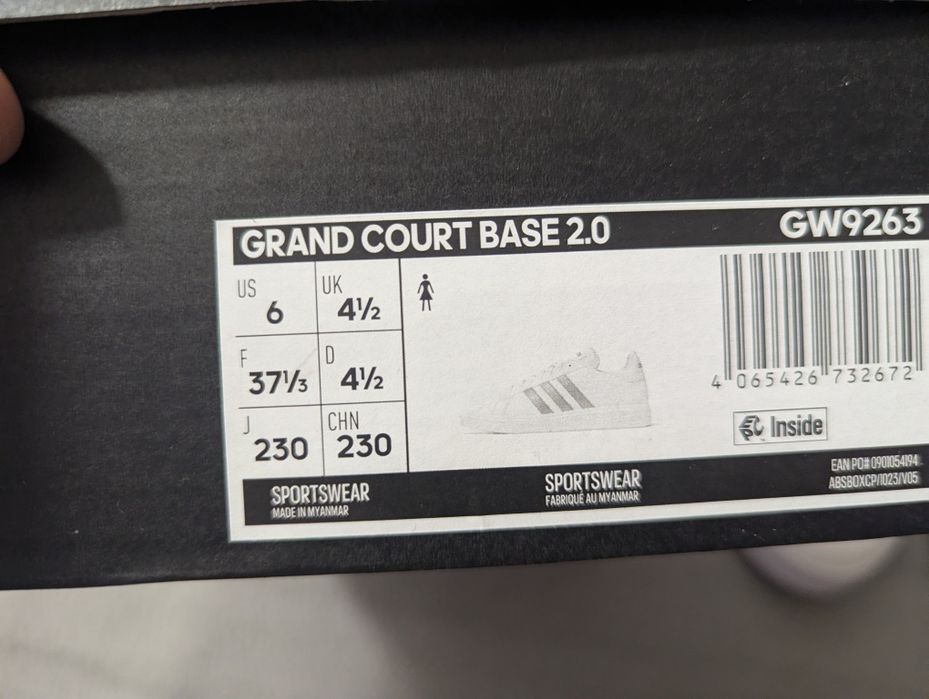 GRAND COURT BASE 2.0 GW9263
US 6 UK 4½
F 37⅓ D 4½
J 230 CHN 230
4 065426 732672
Inside
SPORTSWEAR
MADE IN MYANMAR
SPORTSWEAR
FABRIQUÉ AU MYANMAR
EAN PO# 0901054194
ABSBOXCP/1023/V05